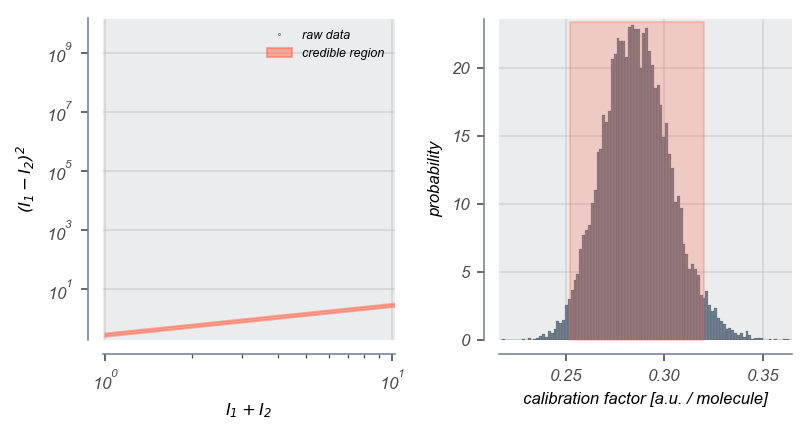 raw data
credible region
10^9
10^7
10^5
10^3
10^1
(I_1 − I_2)^2
10^0 10^1
I_1 + I_2
probability
20
15
10
5
0
0.25 0.30 0.35
calibration factor [a.u. / molecule]